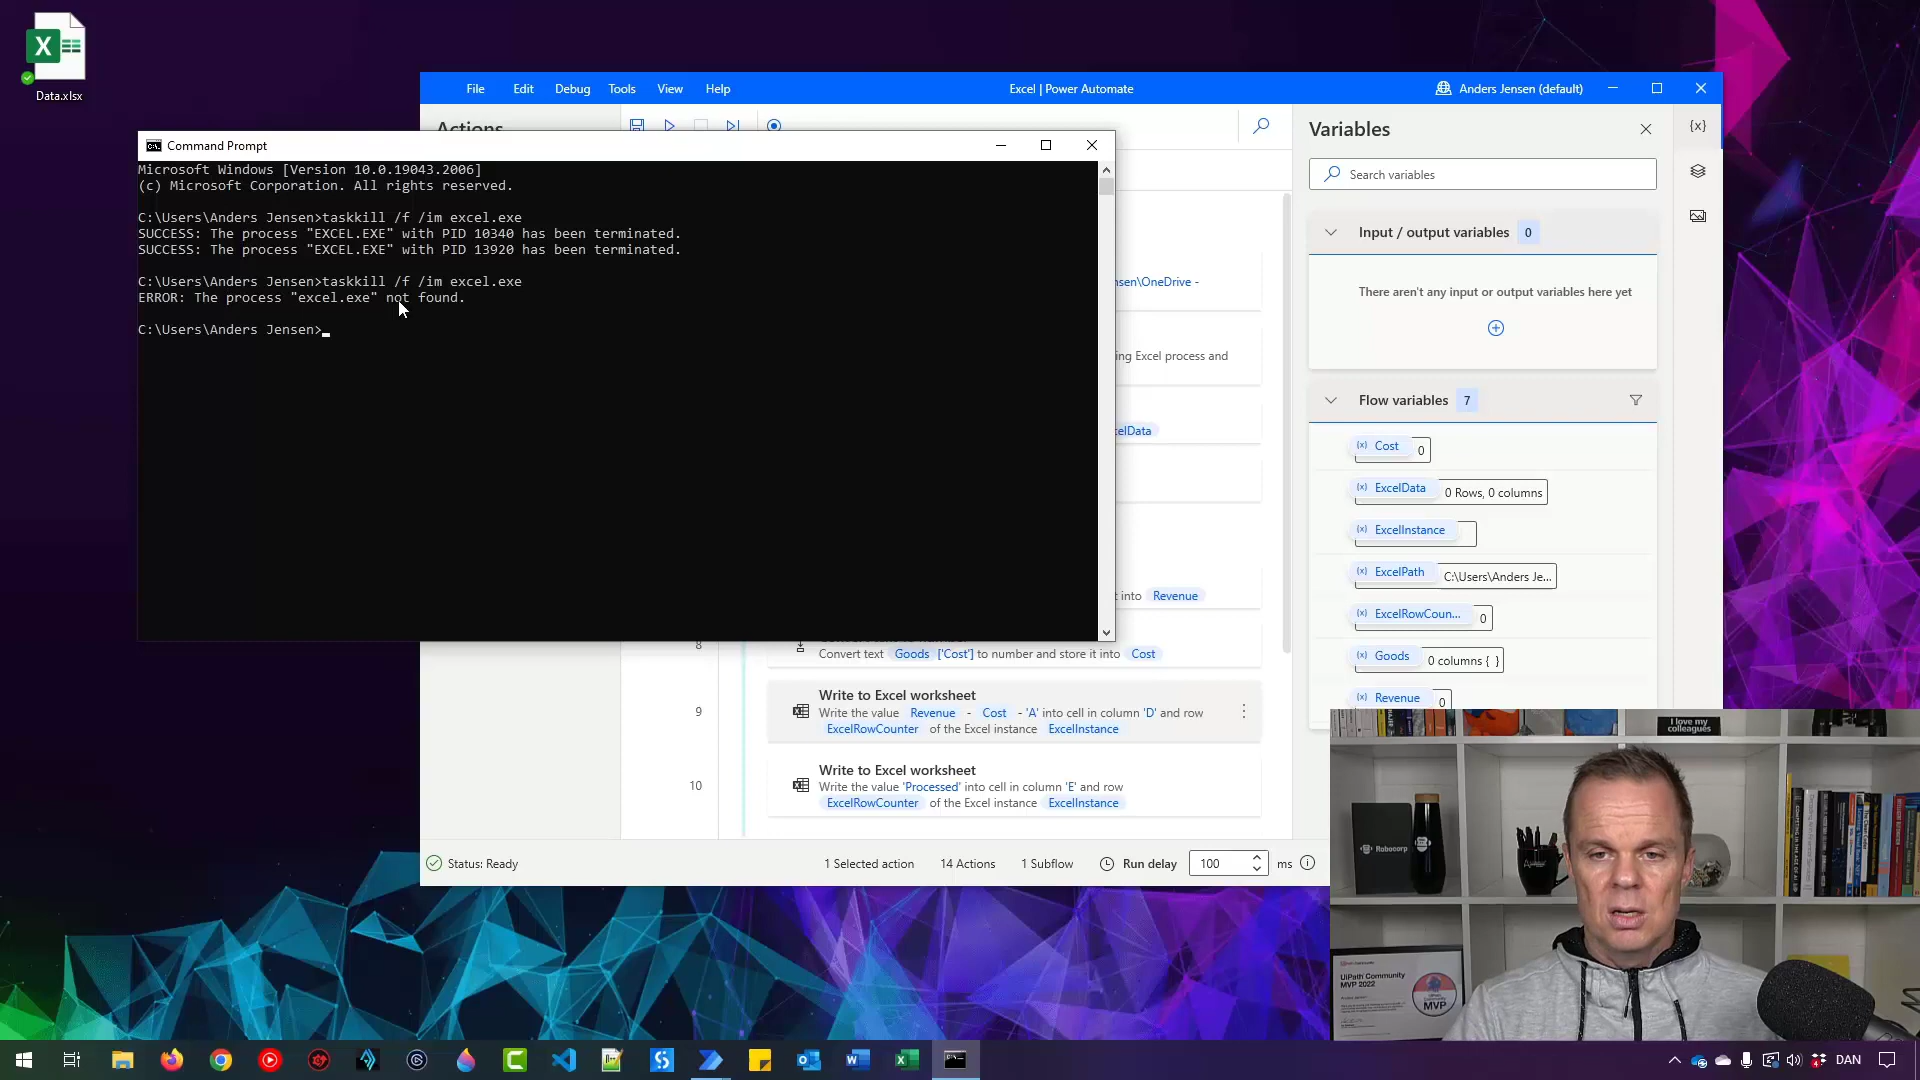 Data.xlsx
File Edit Debug Tools View Help
Excel | Power Automate
Anders Jensen (default)
Actions
Command Prompt
Microsoft Windows [Version 10.0.19043.2006]
(c) Microsoft Corporation. All rights reserved.
C:\Users\Anders Jensen>taskkill /f /im excel.exe
SUCCESS: The process "EXCEL.EXE" with PID 10340 has been terminated.
SUCCESS: The process "EXCEL.EXE" with PID 13920 has been terminated.
C:\Users\Anders Jensen>taskkill /f /im excel.exe
ERROR: The process "excel.exe" not found.
C:\Users\Anders Jensen>
nsen\OneDrive -
ing Excel process and
celData
t into Revenue
8
Convert text Goods ['Cost'] to number and store it into Cost
9
Write to Excel worksheet
Write the value Revenue - Cost - 'A' into cell in column 'D' and row
ExcelRowCounter of the Excel instance ExcelInstance
10
Write to Excel worksheet
Write the value 'Processed' into cell in column 'E' and row
ExcelRowCounter of the Excel instance ExcelInstance
Status: Ready
1 Selected action
14 Actions
1 Subflow
Run delay 100 ms
Variables
{x}
Search variables
Input / output variables 0
There aren't any input or output variables here yet
Flow variables 7
(x) Cost 0
(x) ExcelData 0 Rows, 0 columns
(x) ExcelInstance
(x) ExcelPath C:\Users\Anders Je...
(x) ExcelRowCoun... 0
(x) Goods 0 columns { }
(x) Revenue 0
I love my
colleagues
Robocorp
UiPath Community
MVP 2022
DAN